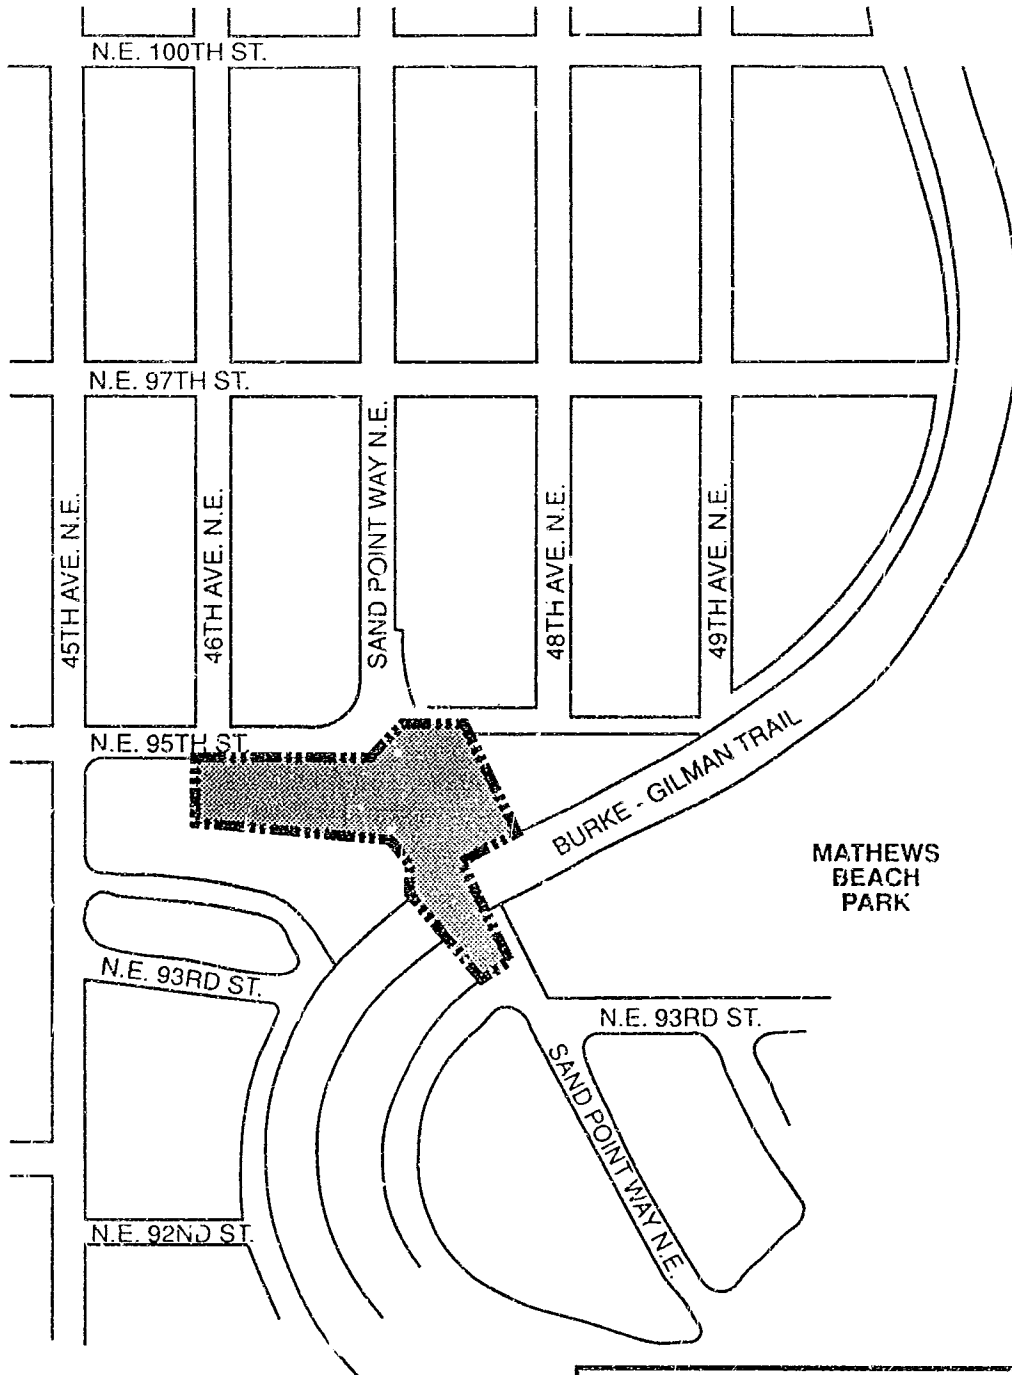 N.E. 100TH ST.
N.E. 97TH ST.
45TH AVE. N.E.
46TH AVE. N.E.
SAND POINT WAY N.E.
48TH AVE. N.E.
49TH AVE. N.E.
N.E. 95TH ST.
BURKE - GILMAN TRAIL
MATHEWS
BEACH
PARK
N.E. 93RD ST.
N.E. 93RD ST.
SAND POINT WAY N.E.
N.E. 92ND ST.